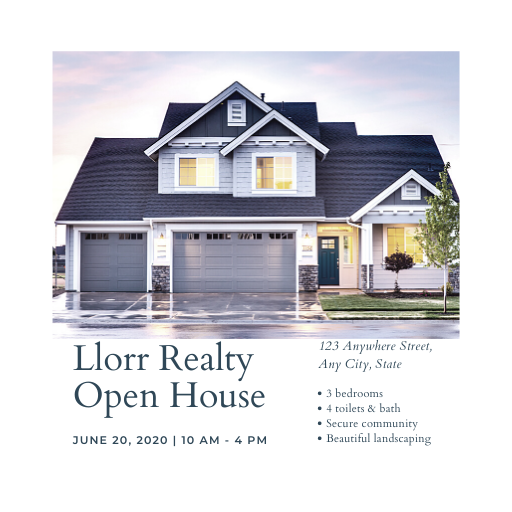 Llorr Realty
Open House
JUNE 20, 2020 | 10 AM - 4 PM
123 Anywhere Street,
Any City, State
• 3 bedrooms
• 4 toilets & bath
• Secure community
• Beautiful landscaping